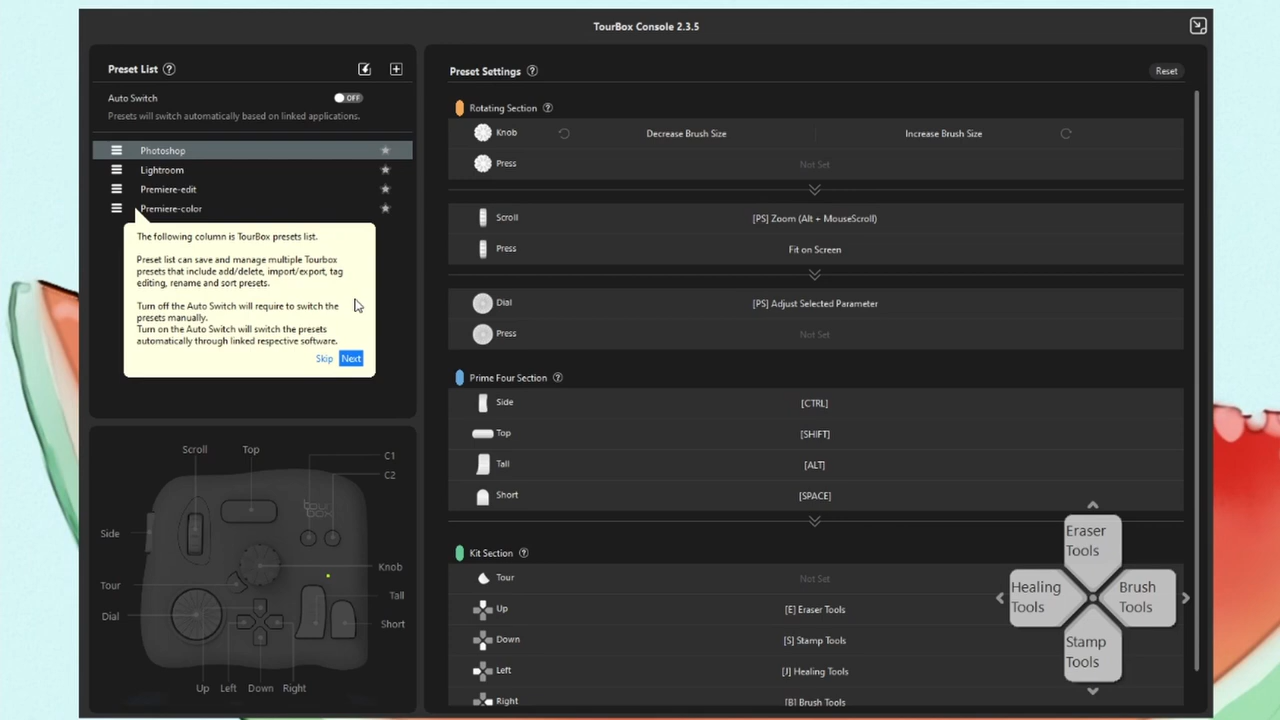 TourBox Console 2.3.5
Preset List
Auto Switch
OFF
Presets will switch automatically based on linked applications.
Photoshop
Lightroom
Premiere-edit
Premiere-color
The following column is TourBox presets list.
Preset list can save and manage multiple Tourbox
presets that include add/delete, import/export, tag
editing, rename and sort presets.
Turn off the Auto Switch will require to switch the
presets manually.
Turn on the Auto Switch will switch the presets
automatically through linked respective software.
Skip
Next
Scroll
Top
C1
C2
Side
Tour
Dial
Knob
Tall
Short
Up
Left
Down
Right
tour
box
Preset Settings
Reset
Rotating Section
Knob
Decrease Brush Size
Increase Brush Size
Press
Not Set
Scroll
[PS] Zoom (Alt + MouseScroll)
Press
Fit on Screen
Dial
[PS] Adjust Selected Parameter
Press
Not Set
Prime Four Section
Side
[CTRL]
Top
[SHIFT]
Tall
[ALT]
Short
[SPACE]
Kit Section
Tour
Not Set
Up
[E] Eraser Tools
Down
[S] Stamp Tools
Left
[J] Healing Tools
Right
[B] Brush Tools
Eraser
Tools
Healing
Tools
Brush
Tools
Stamp
Tools